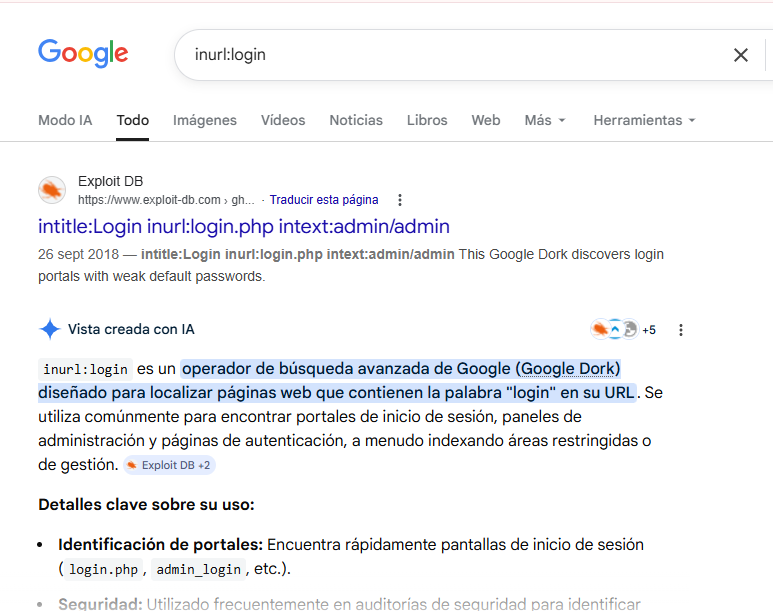 Google
inurl:login
Modo IA Todo Imágenes Vídeos Noticias Libros Web Más Herramientas
Exploit DB
https://www.exploit-db.com › gh... · Traducir esta página
intitle:Login inurl:login.php intext:admin/admin
26 sept 2018 — intitle:Login inurl:login.php intext:admin/admin This Google Dork discovers login
portals with weak default passwords.
Vista creada con IA +5
inurl:login es un operador de búsqueda avanzada de Google (Google Dork)
diseñado para localizar páginas web que contienen la palabra "login" en su URL. Se
utiliza comúnmente para encontrar portales de inicio de sesión, paneles de
administración y páginas de autenticación, a menudo indexando áreas restringidas o
de gestión. Exploit DB +2
Detalles clave sobre su uso:
• Identificación de portales: Encuentra rápidamente pantallas de inicio de sesión
( login.php, admin_login, etc.).
• Seguridad: Utilizado frecuentemente en auditorías de seguridad para identificar